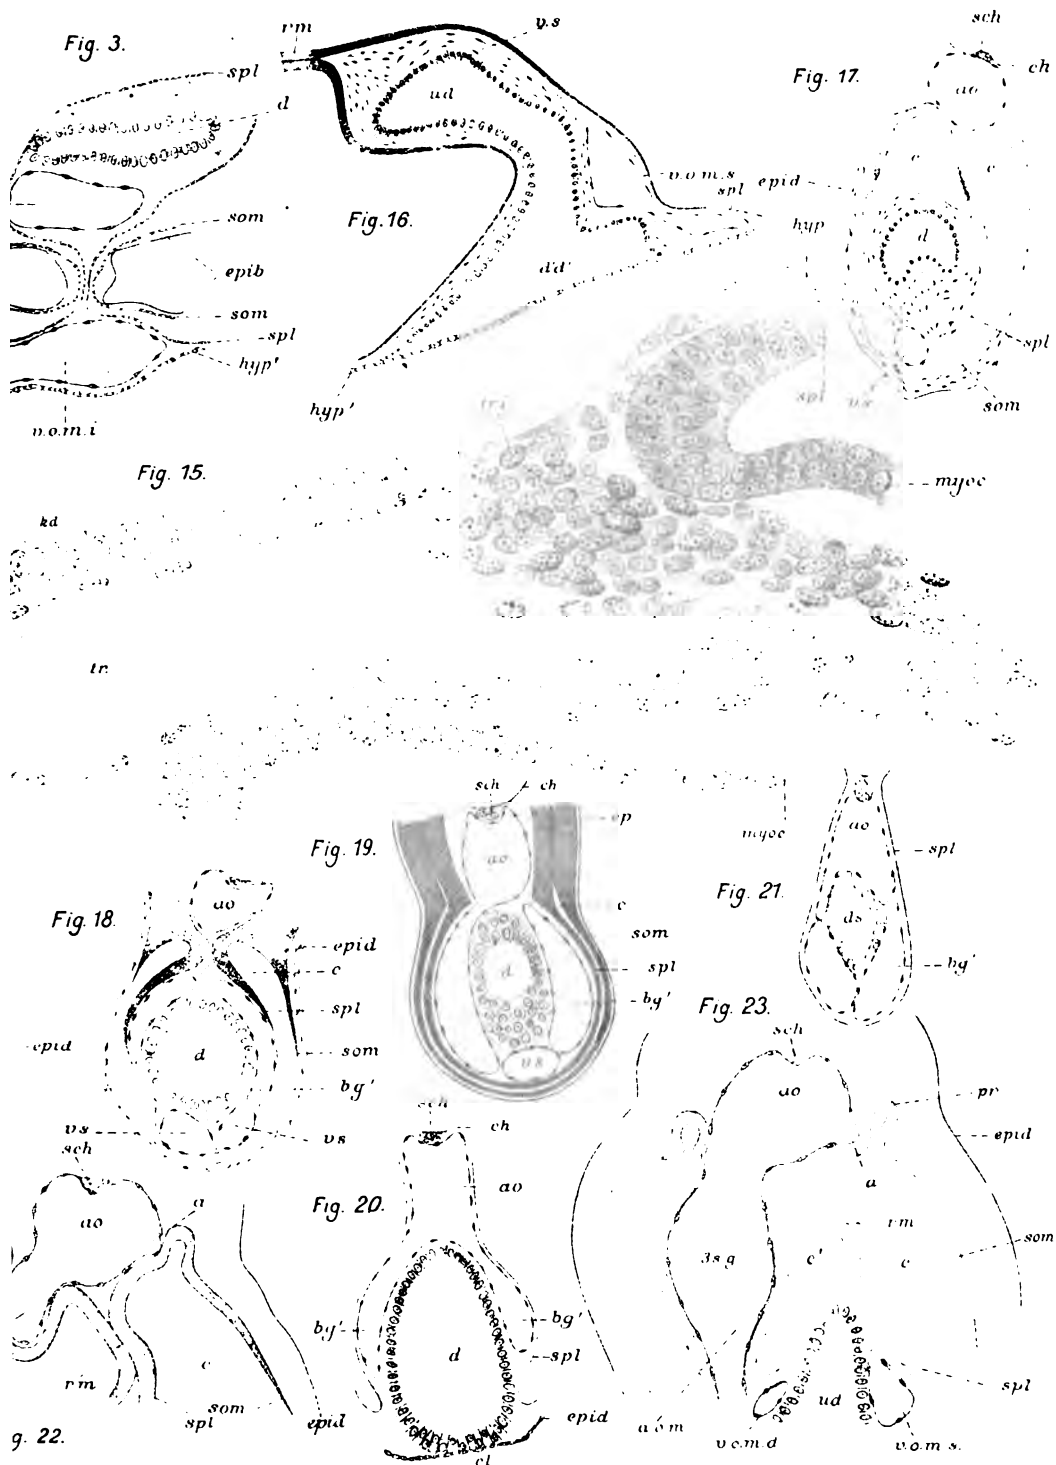 Fig. 3.
spl
d
som
epib
som
spl
hyp'
v.o.m.i
rm
y.s
ud
v.o.m.s
spl
Fig. 16.
hyp
d'd'
hyp'
sch
ch
Fig. 17.
ao
epid
c
c
d
spl
v.s
som
Fig. 15.
kd
tr.
spl
myoc
myoc
Fig. 19.
sch
ch
ep
ao
c
som
spl
d
bg'
v.s
Fig. 18.
ao
epid
c
spl
som
bg'
epid
d
v.s
v.s
Fig. 21.
ao
spl
ds
bg'
Fig. 23.
sch
ao
pr
epid
a
rm
som
3s.g
c'
c
spl
ud
a.o.m
v.o.m.d
v.o.m.s.
sch
a
ao
rm
c
som
spl
epid
g. 22.
Fig. 20.
sch
ch
ao
bg'
bg'
d
spl
epid
cl